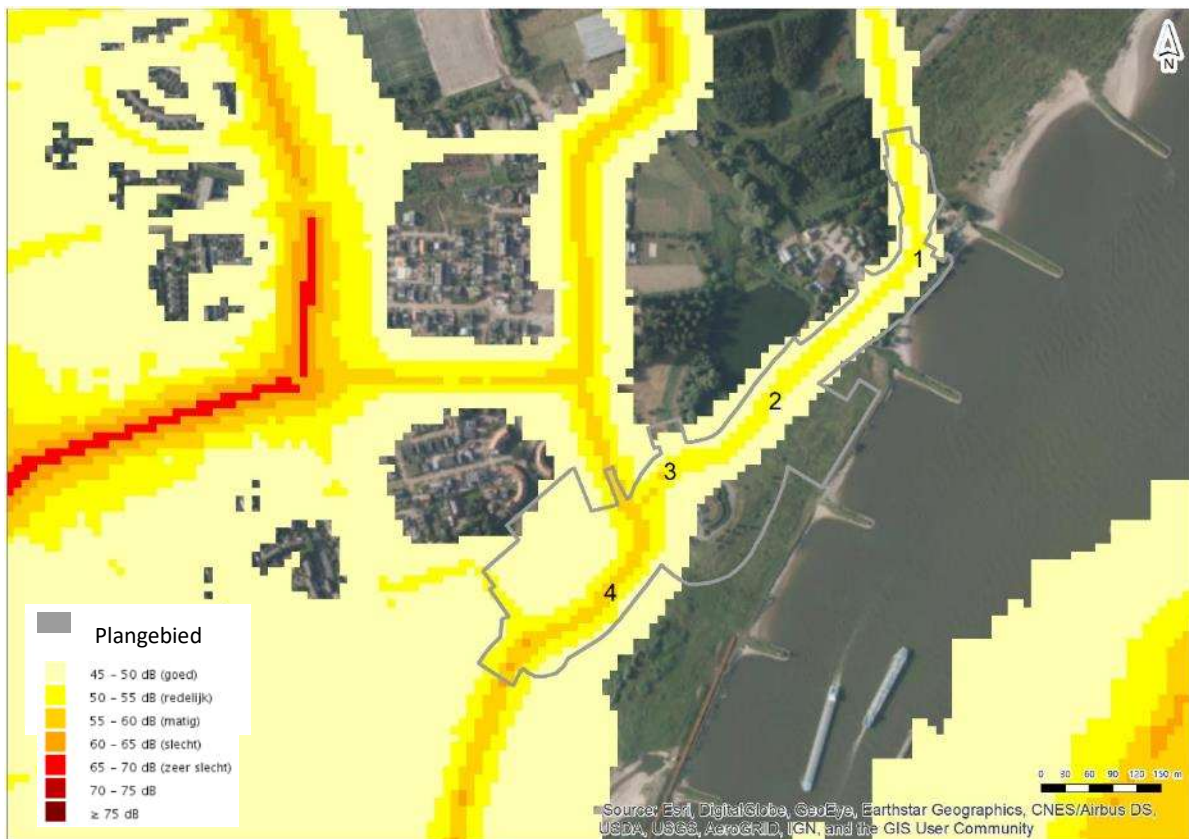 N
1
2
3
4
Plangebied
45 - 50 dB (goed)
50 - 55 dB (redelijk)
55 - 60 dB (matig)
60 - 65 dB (slecht)
65 - 70 dB (zeer slecht)
70 - 75 dB
≥ 75 dB
0 30 60 90 120 150 m
Source: Esri, DigitalGlobe, GeoEye, Earthstar Geographics, CNES/Airbus DS,
USDA, USGS, AeroGRID, IGN, and the GIS User Community